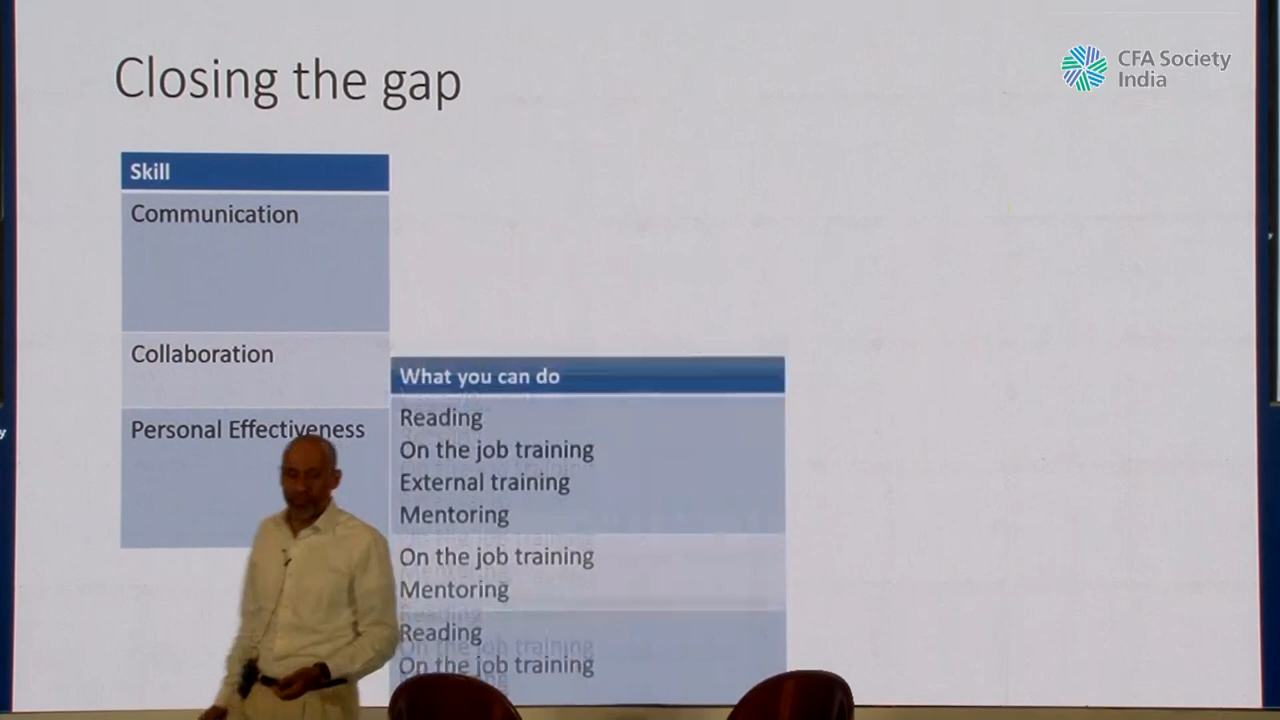 Closing the gap
CFA Society
India
Skill
Communication
Collaboration
Personal Effectiveness
What you can do
Reading
On the job training
External training
Mentoring
On the job training
Mentoring
Reading
On the job training